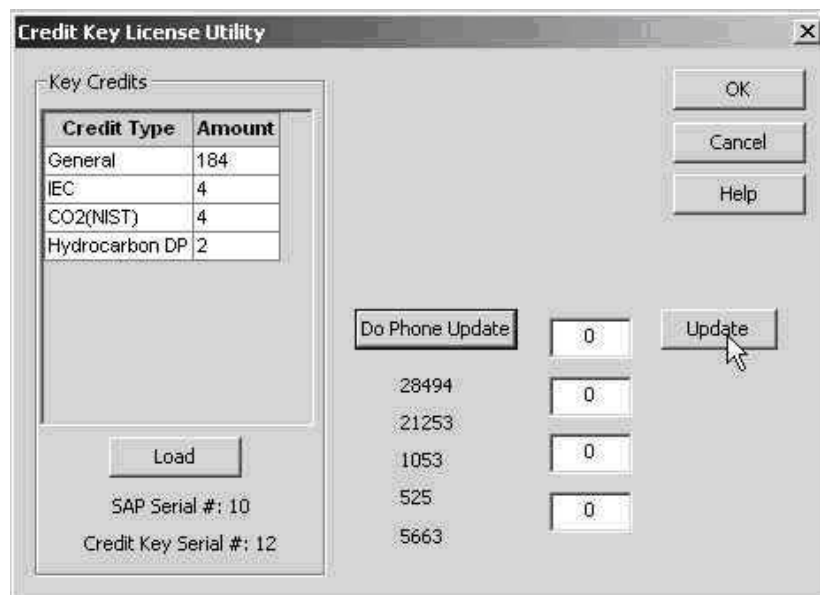 Credit Key License Utility
Key Credits
Credit Type Amount
General 184
IEC 4
CO2(NIST) 4
Hydrocarbon DP 2
Load
SAP Serial #: 10
Credit Key Serial #: 12
OK
Cancel
Help
Do Phone Update 0 Update
28494 0
21253
1053 0
525 0
5663